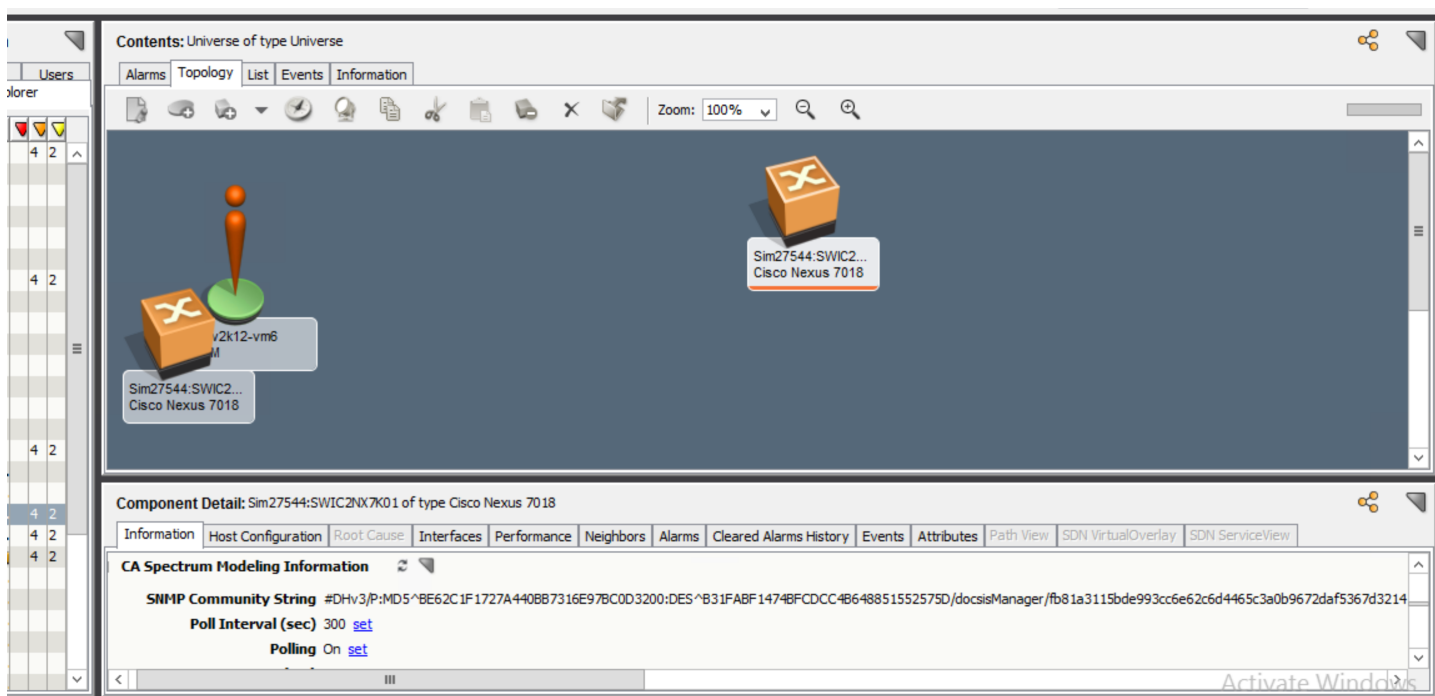 Contents: Universe of type Universe
Users
plorer
Alarms Topology List Events Information
Zoom: 100%
4 2
4 2
4 2
4 2
4 2
4 2
v2k12-vm6
M
Sim27544:SWIC2...
Cisco Nexus 7018
Sim27544:SWIC2...
Cisco Nexus 7018
Component Detail: Sim27544:SWIC2NX7K01 of type Cisco Nexus 7018
Information Host Configuration Root Cause Interfaces Performance Neighbors Alarms Cleared Alarms History Events Attributes Path View SDN VirtualOverlay SDN ServiceView
CA Spectrum Modeling Information
SNMP Community String #DHv3/P:MD5^BE62C1F1727A440BB7316E97BC0D3200:DES^B31FABF1474BFCDCC4B648851552575D/docsisManager/fb81a3115bde993cc6e62c6d4465c3a0b9672daf5367d3214
Poll Interval (sec) 300 set
Polling On set
Activate Windows